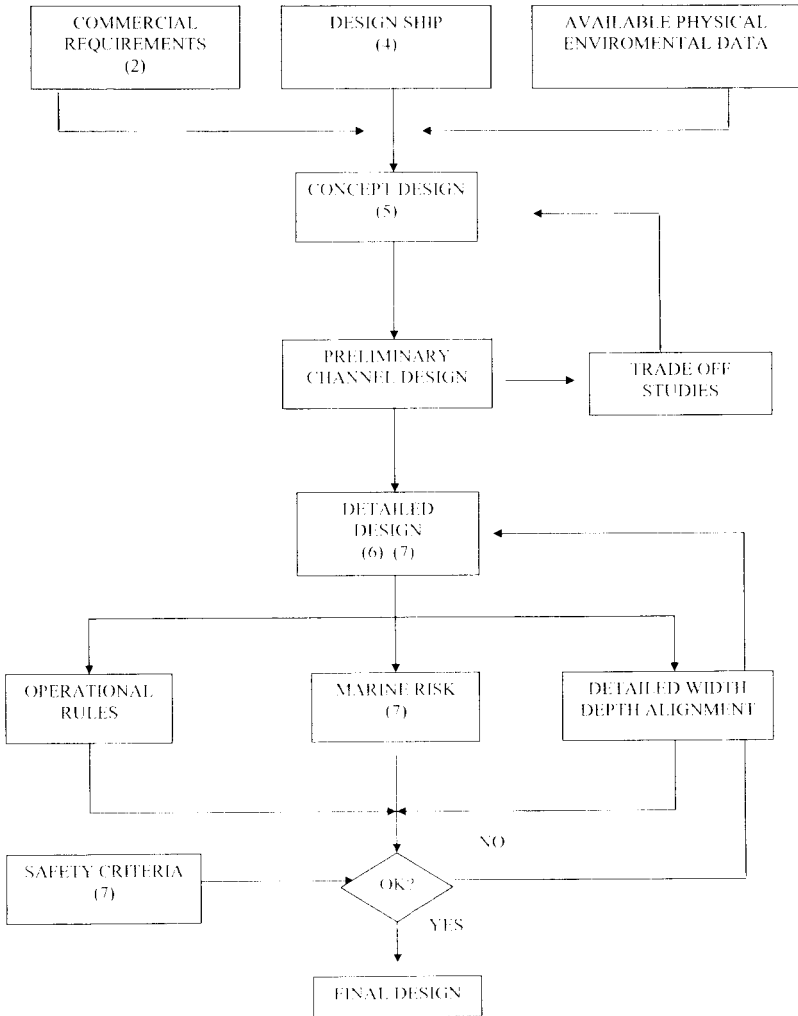 COMMERCIAL
REQUIREMENTS
(2)
DESIGN SHIP
(4)
AVAILABLE PHYSICAL
ENVIROMENTAL DATA
CONCEPT DESIGN
(5)
PRELIMINARY
CHANNEL DESIGN
TRADE OFF
STUDIES
DETAILED
DESIGN
(6) (7)
OPERATIONAL
RULES
MARINE RISK
(7)
DETAILED WIDTH
DEPTH ALIGNMENT
NO
SAFETY CRITERIA
(7)
OK?
YES
FINAL DESIGN